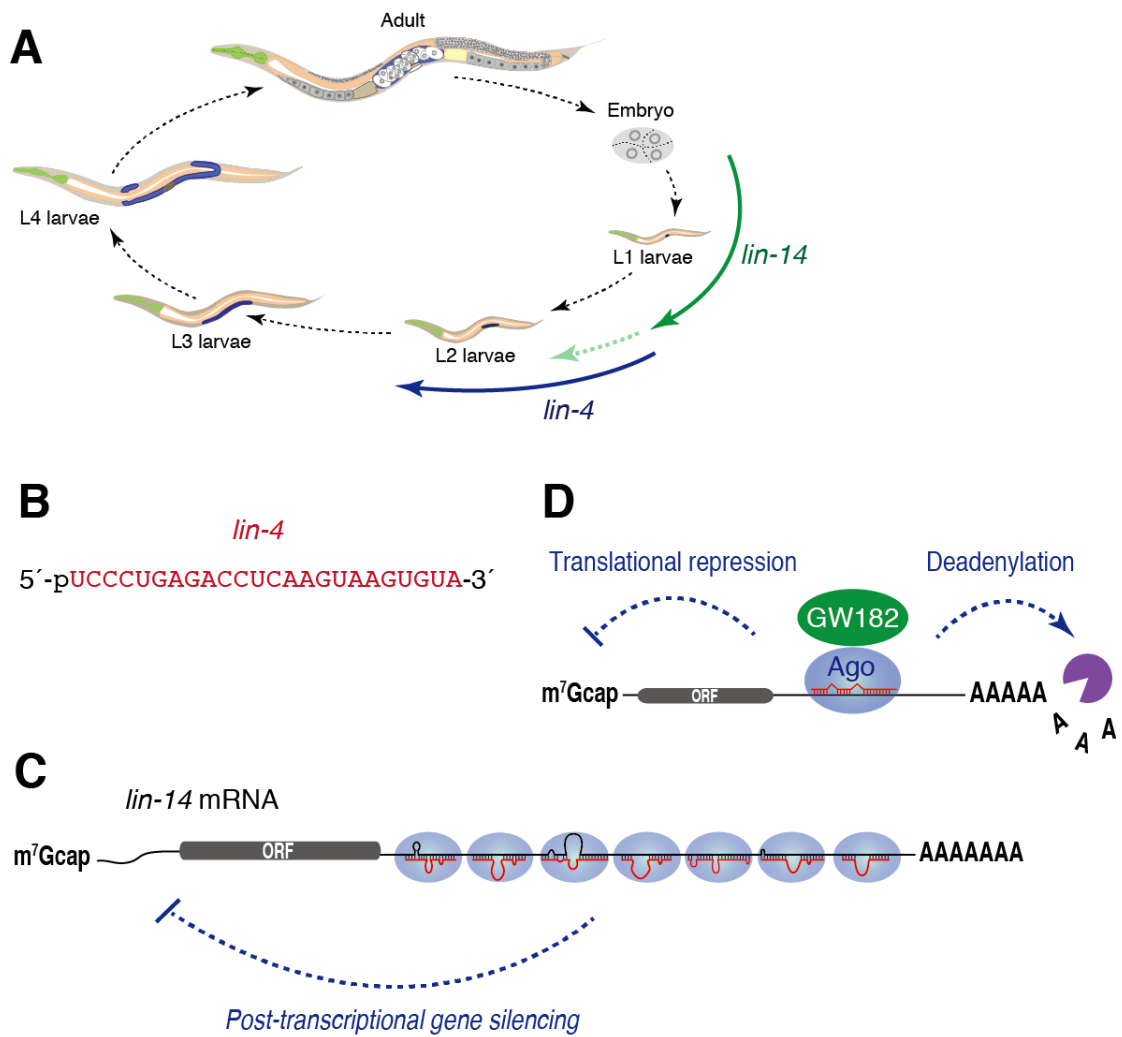 A
Adult
Embryo
L1 larvae
lin-14
L2 larvae
L3 larvae
L4 larvae
lin-4
B
lin-4
5´-pUCCCUGAGACCUCAAGUAAGUGUA-3´
D
Translational repression
Deadenylation
GW182
Ago
m⁷Gcap
ORF
AAAAA
A
A
A
C
lin-14 mRNA
m⁷Gcap
ORF
AAAAAAA
Post-transcriptional gene silencing